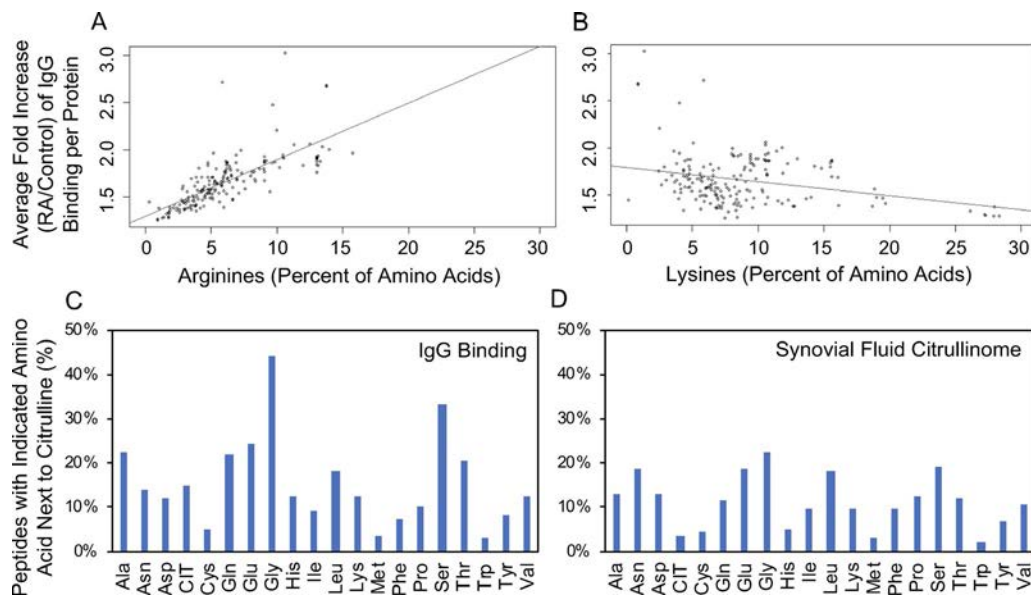 A
B
Average Fold Increase
(RA/Control) of IgG
Binding per Protein
3.0
2.5
2.0
1.5
0 5 10 15 20 25 30
Arginines (Percent of Amino Acids)
3.0
2.5
2.0
1.5
0 5 10 15 20 25 30
Lysines (Percent of Amino Acids)
C
D
Peptides with Indicated Amino
Acid Next to Citrulline (%)
50%
40%
30%
20%
10%
0%
IgG Binding
Ala Asn Asp CIT Cys Gln Glu Gly His Ile Leu Lys Met Phe Pro Ser Thr Trp Tyr Val
50%
40%
30%
20%
10%
0%
Synovial Fluid Citrullinome
Ala Asn Asp CIT Cys Gln Glu Gly His Ile Leu Lys Met Phe Pro Ser Thr Trp Tyr Val